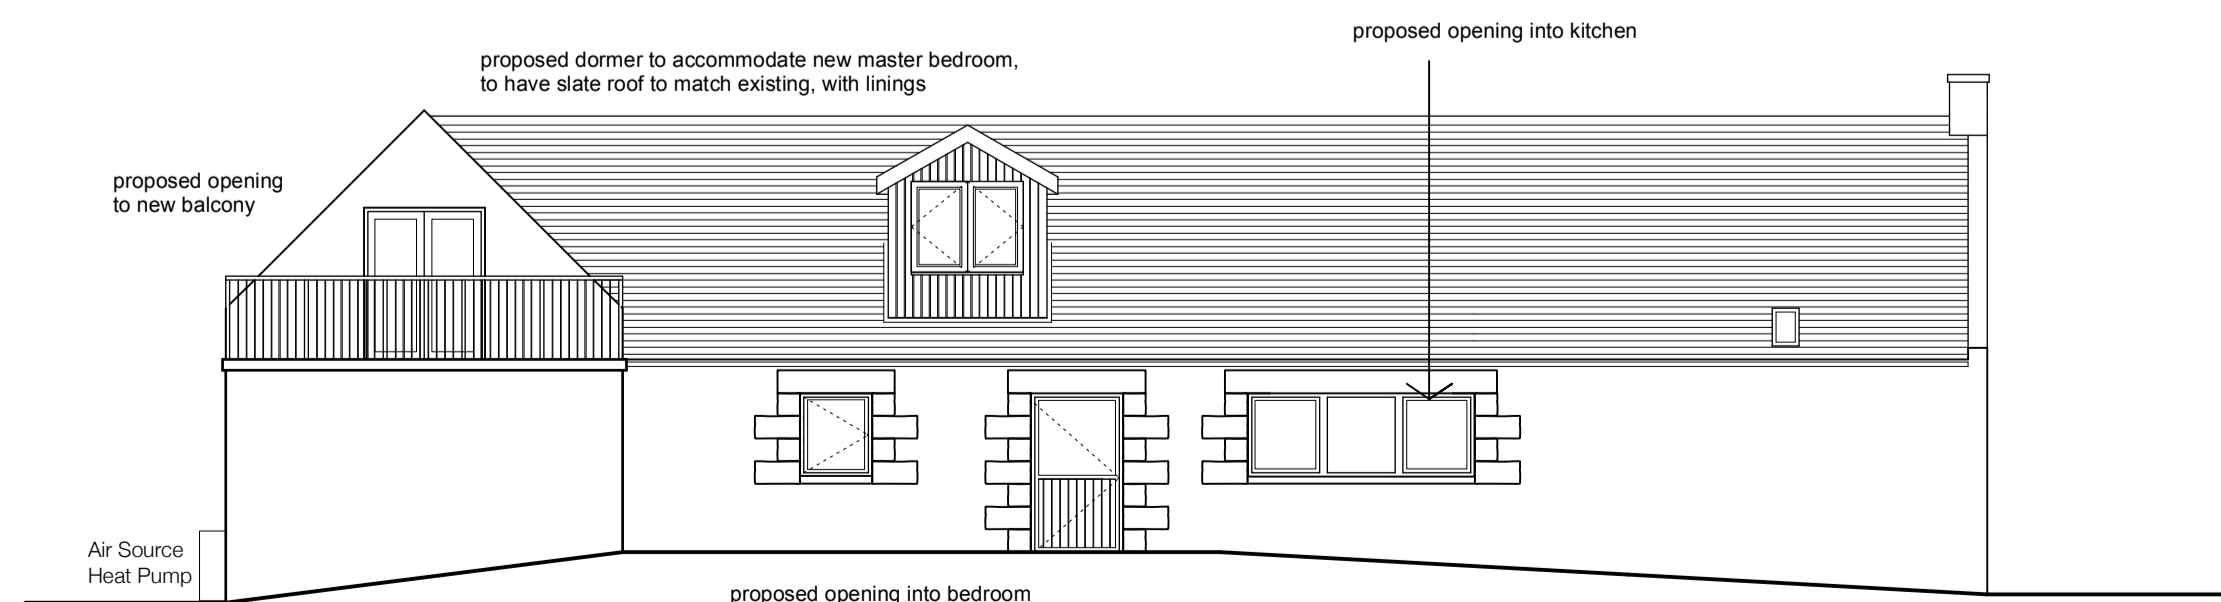 proposed opening into kitchen
proposed dormer to accommodate new master bedroom,
to have slate roof to match existing, with linings
proposed opening
to new balcony
Air Source
Heat Pump
proposed opening into bedroom